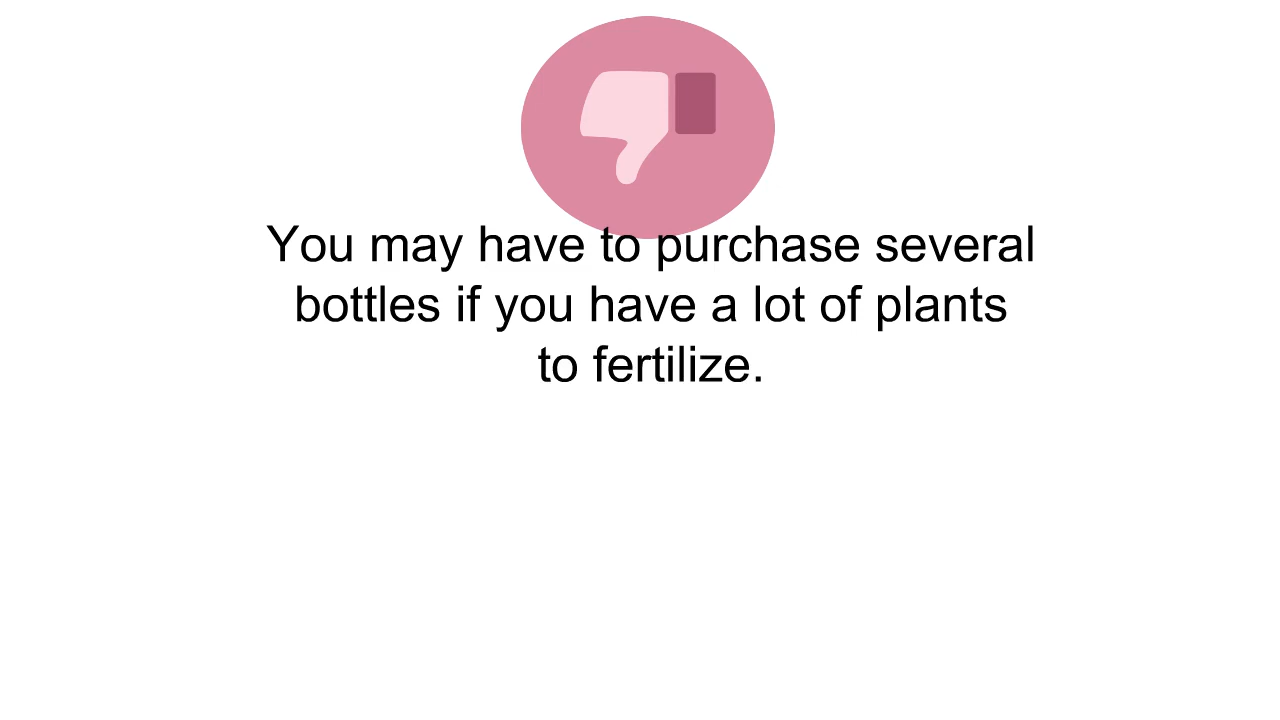 You may have to purchase several
bottles if you have a lot of plants
to fertilize.